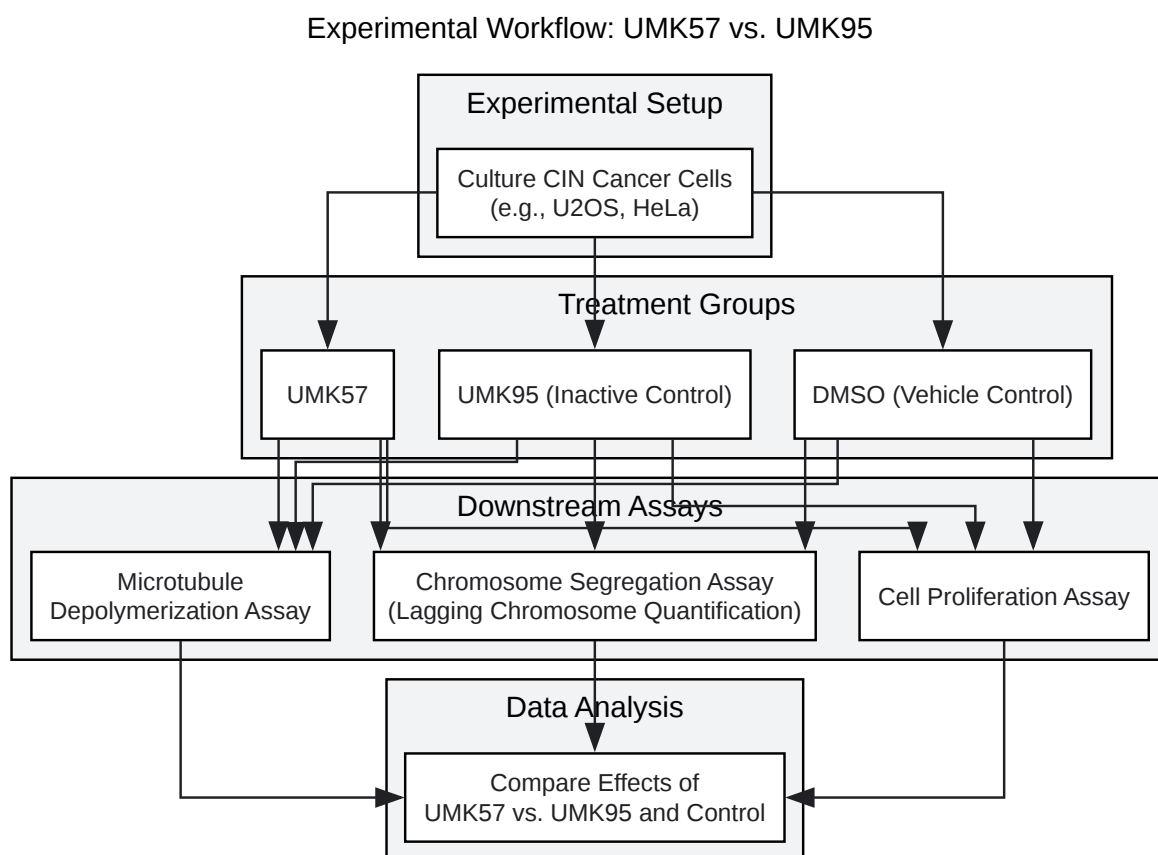 Experimental Workflow: UMK57 vs. UMK95
Experimental Setup
Culture CIN Cancer Cells
(e.g., U2OS, HeLa)
Treatment Groups
UMK57
UMK95 (Inactive Control)
DMSO (Vehicle Control)
Downstream Assays
Microtubule
Depolymerization Assay
Chromosome Segregation Assay
(Lagging Chromosome Quantification)
Cell Proliferation Assay
Data Analysis
Compare Effects of
UMK57 vs. UMK95 and Control